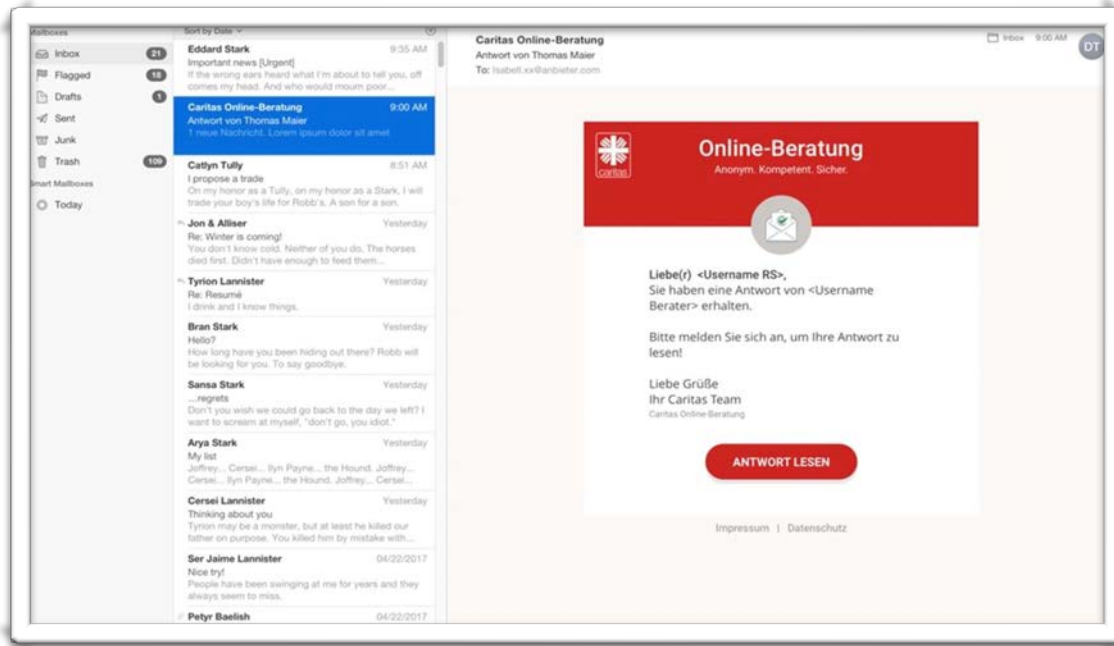 Mailboxes
Inbox 21
Flagged 18
Drafts 1
Sent
Junk
Trash 109
Smart Mailboxes
Today
Sort by Date
Eddard Stark 9:35 AM
Important news [Urgent]
If the wrong ears heard what I'm about to tell you, off
comes my head. And who would mourn poor...
Caritas Online-Beratung 9:00 AM
Antwort von Thomas Maier
1 neue Nachricht. Lorem ipsum dolor sit amet
Catlyn Tully 8:51 AM
I propose a trade
On my honor as a Tully, on my honor as a Stark, I will
trade your boy's life for Robb's. A son for a son.
Jon & Alliser Yesterday
Re: Winter is coming!
You don't know cold. Neither of you do. The horses
died first. Didn't have enough to feed them...
Tyrion Lannister Yesterday
Re: Resumé
I drink and I know things.
Bran Stark Yesterday
Hello?
How long have you been hiding out there? Robb will
be looking for you. To say goodbye.
Sansa Stark Yesterday
...regrets
Don't you wish we could go back to the day we left? I
want to scream at myself, "don't go, you idiot."
Arya Stark Yesterday
My list
Joffrey... Cersei... Ilyn Payne... the Hound. Joffrey...
Cersei... Ilyn Payne... the Hound. Joffrey... Cersei...
Cersei Lannister Yesterday
Thinking about you
Tyrion may be a monster, but at least he killed our
father on purpose. You killed him by mistake with...
Ser Jaime Lannister 04/22/2017
Nice try!
People have been swinging at me for years and they
always seem to miss.
Petyr Baelish 04/22/2017
Caritas Online-Beratung
Inbox 9:00 AM
DT
Antwort von Thomas Maier
To: Isabell.xx@anbieter.com
caritas
Online-Beratung
Anonym. Kompetent. Sicher.
Liebe(r) <Username RS>,
Sie haben eine Antwort von <Username
Berater> erhalten.
Bitte melden Sie sich an, um Ihre Antwort zu
lesen!
Liebe Grüße
Ihr Caritas Team
Caritas Online-Beratung
ANTWORT LESEN
Impressum | Datenschutz